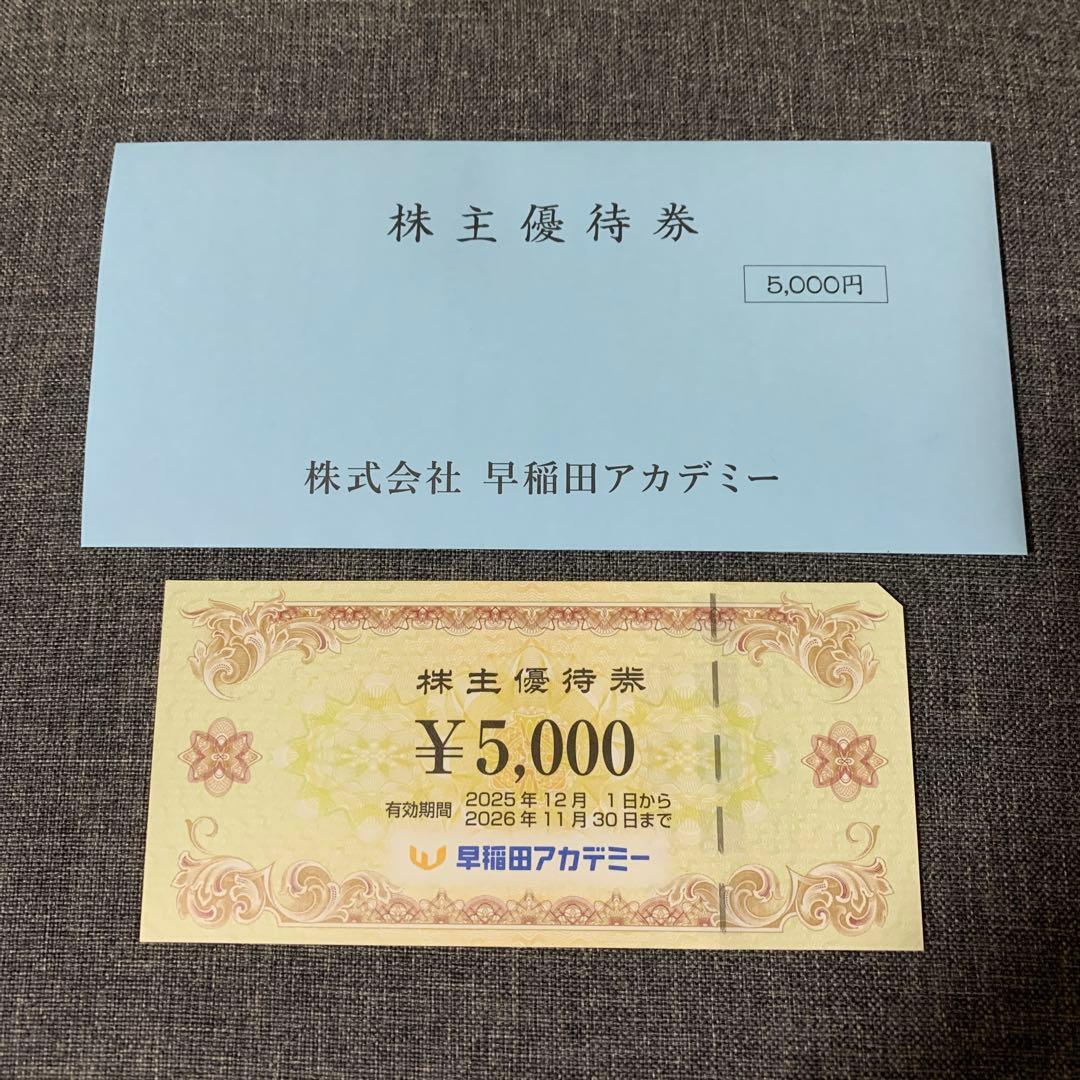 株主優待券
5,000円
株式会社 早稲田アカデミー
株主優待券
¥5,000
有効期間 2025年12月 1日から
2026年11月30日まで
早稲田アカデミー